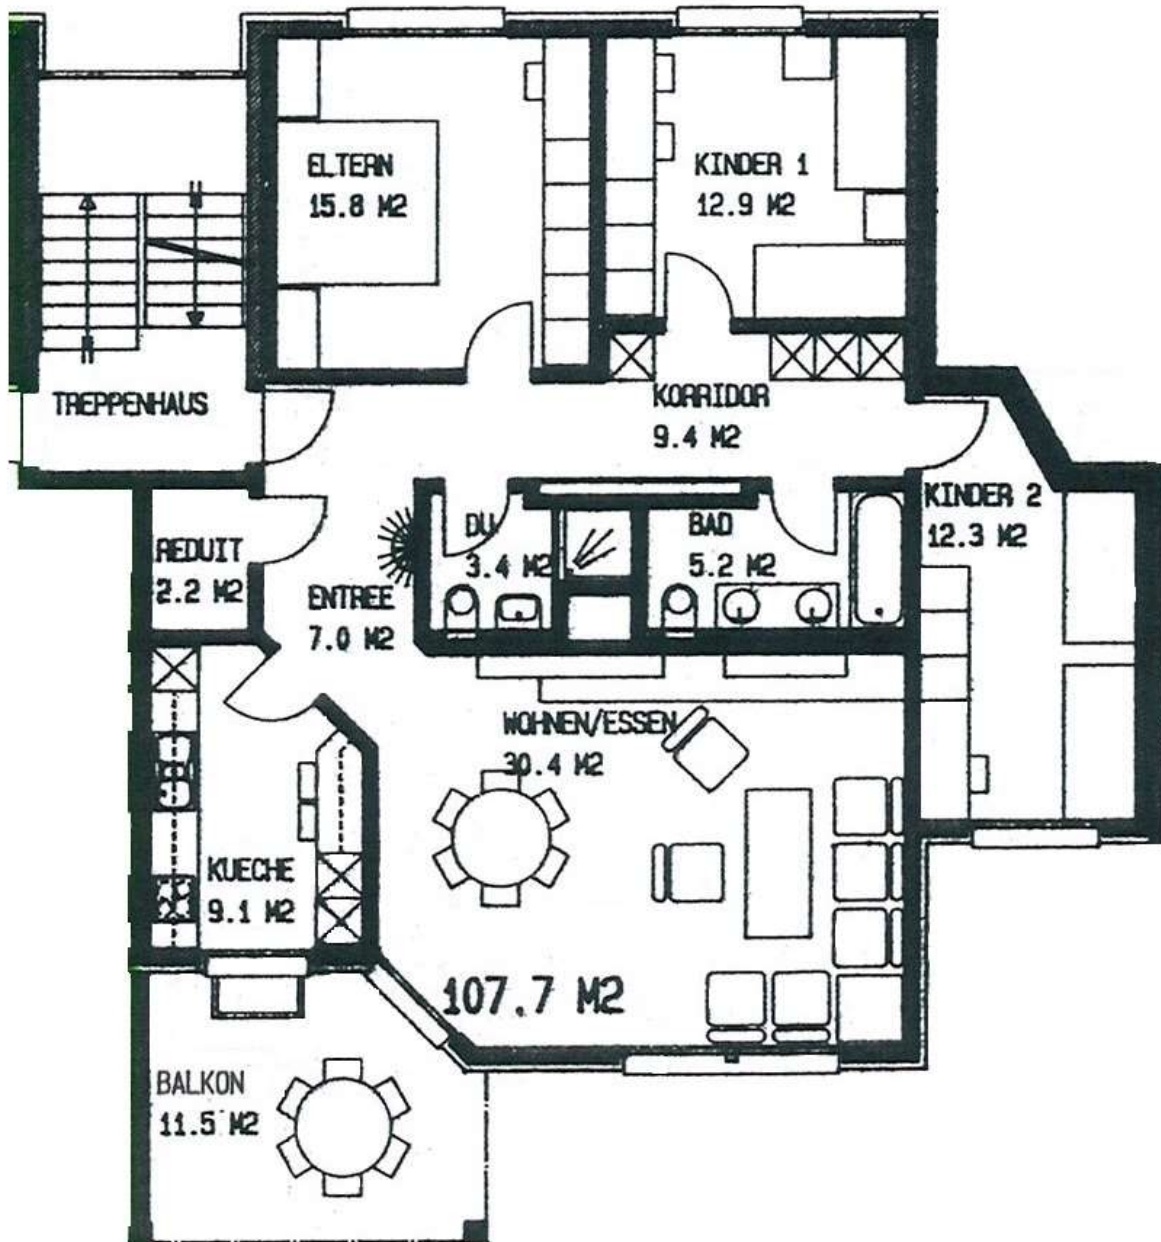 ELTERN
15.8 M2
KINDER 1
12.9 M2
TREPPENHAUS
KORRIDOR
9.4 M2
KINDER 2
12.3 M2
REDUIT
2.2 M2
DU
3.4 M2
BAD
5.2 M2
ENTREE
7.0 M2
WOHNEN/ESSEN
30.4 M2
KUECHE
9.1 M2
107.7 M2
BALKON
11.5 M2